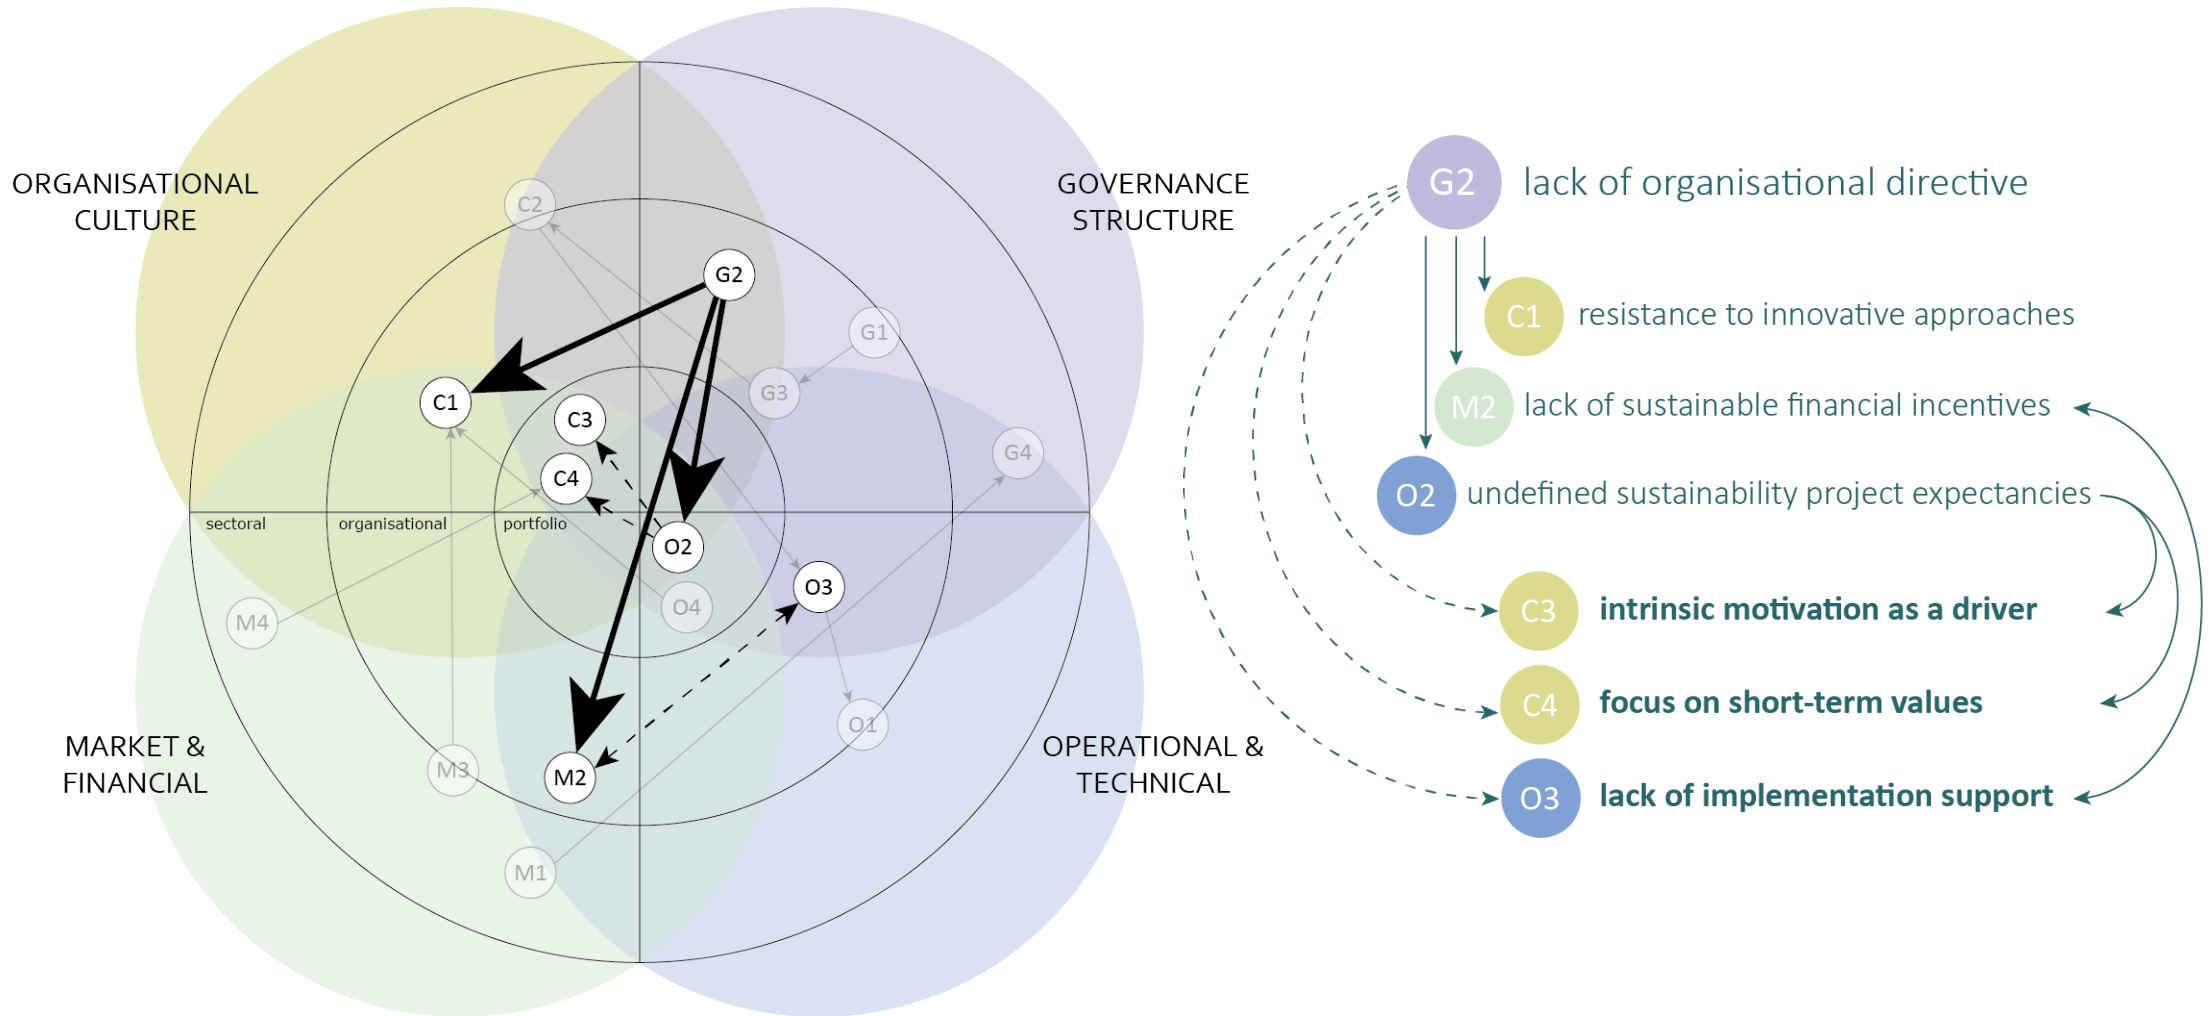 ORGANISATIONAL
CULTURE
GOVERNANCE
STRUCTURE
C2
G2
G1
G3
C1
C3
G4
C4
sectoral
organisational
portfolio
O2
O3
O4
M4
O1
M3
M2
M1
MARKET &
FINANCIAL
OPERATIONAL &
TECHNICAL
G2 lack of organisational directive
C1 resistance to innovative approaches
M2 lack of sustainable financial incentives
O2 undefined sustainability project expectancies
C3 intrinsic motivation as a driver
C4 focus on short-term values
O3 lack of implementation support